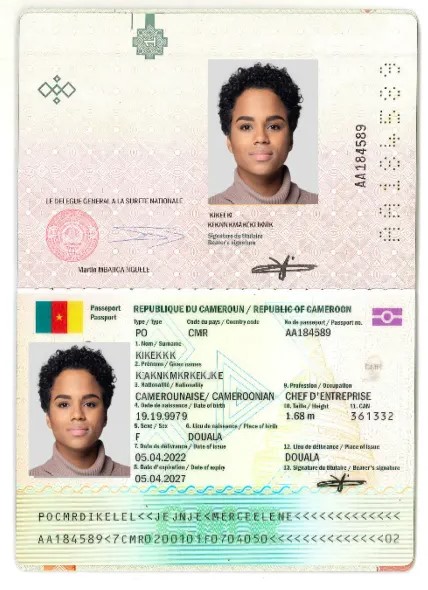 AA184589
LE DELEGUE GENERAL A LA SURETE NATIONALE
Signature du titulaire
Bearer's signature
Martin MBARGA NGUELE
Passeport
Passport
REPUBLIQUE DU CAMEROUN / REPUBLIC OF CAMEROON
Type / Type Code du pays / Country code No de passeport / Passport no.
PO CMR AA184589
1. Nom / Surname
KIKEKKK
2. Prénoms / Given names
K;AKNKMKRKEKJKE
3. Nationalité / Nationality 9. Profession / Occupation
CAMEROUNAISE/ CAMEROONIAN CHEF D'ENTREPRISE
4. Date de naissance / Date of birth 10. Taille / Height 11. CAN
19.19.9979 1.68 m 361332
5. Sexe / Sex 6. Lieu de naissance / Place of birth
F DOUALA
7. Date de délivrance / Date of issue 12. Lieu de délivrance / Place of issue
05.04.2022 DOUALA
8. Date d'expiration / Date of expiry 13. Signature du titulaire / Bearer's signature
05.04.2027
POCMRDIKELEL<<JEJNJE<MERCEELENE<<<<<<<<<<<<<
AA184589<7CMR0200101F0704050<<<<<<<<<<<<<<02